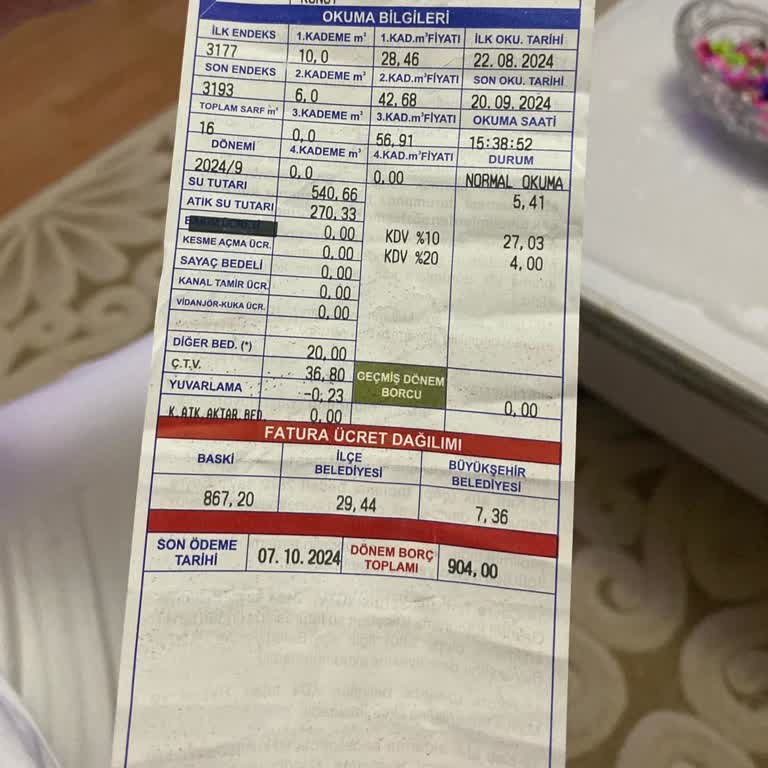 KONUT
OKUMA BİLGİLERİ
İLK ENDEKS 1.KADEME m³ 1.KAD.m³FİYATI İLK OKU. TARİHİ
3177 10,0 28,46 22.08.2024
SON ENDEKS 2.KADEME m³ 2.KAD.m³FİYATI SON OKU. TARİHİ
3193 6,0 42,68 20.09.2024
TOPLAM SARF m³ 3.KADEME m³ 3.KAD.m³FİYATI OKUMA SAATİ
16 0,0 56,91 15:38:52
DÖNEMİ 4.KADEME m³ 4.KAD.m³FİYATI DURUM
2024/9 0,0 0,00 NORMAL OKUMA
SU TUTARI 540,66 5,41
ATIK SU TUTARI 270,33
0,00 KDV %10 27,03
KESME AÇMA ÜCR. 0,00 KDV %20 4,00
SAYAÇ BEDELİ 0,00
KANAL TAMİR ÜCR. 0,00
VİDANJÖR-KUKA ÜCR. 0,00
DİĞER BED. (*) 20,00
Ç.T.V. 36,80 GEÇMİŞ DÖNEM
YUVARLAMA -0,23 BORCU 0,00
K.ATK.AKTAR.BED. 0,00
FATURA ÜCRET DAĞILIMI
BASKİ İLÇE BELEDİYESİ BÜYÜKŞEHİR BELEDİYESİ
867,20 29,44 7,36
SON ÖDEME TARİHİ 07.10.2024 DÖNEM BORÇ TOPLAMI 904,00